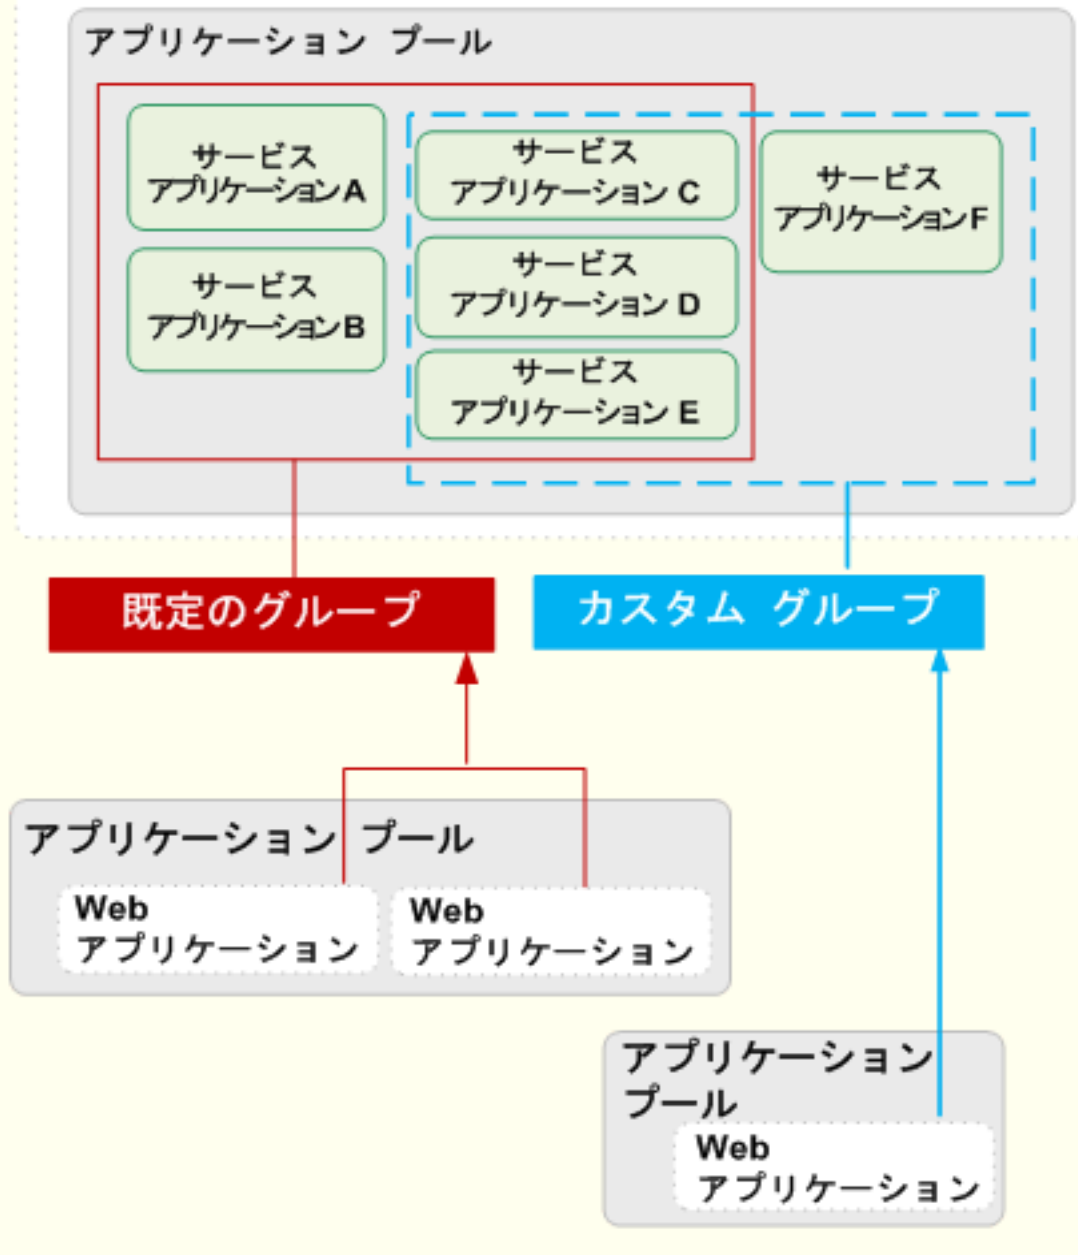 アプリケーション プール
サービス
アプリケーションA
サービス
アプリケーションB
サービス
アプリケーション C
サービス
アプリケーション D
サービス
アプリケーション E
サービス
アプリケーションF
既定のグループ
カスタム グループ
アプリケーション プール
Web
アプリケーション
Web
アプリケーション
アプリケーション
プール
Web
アプリケーション